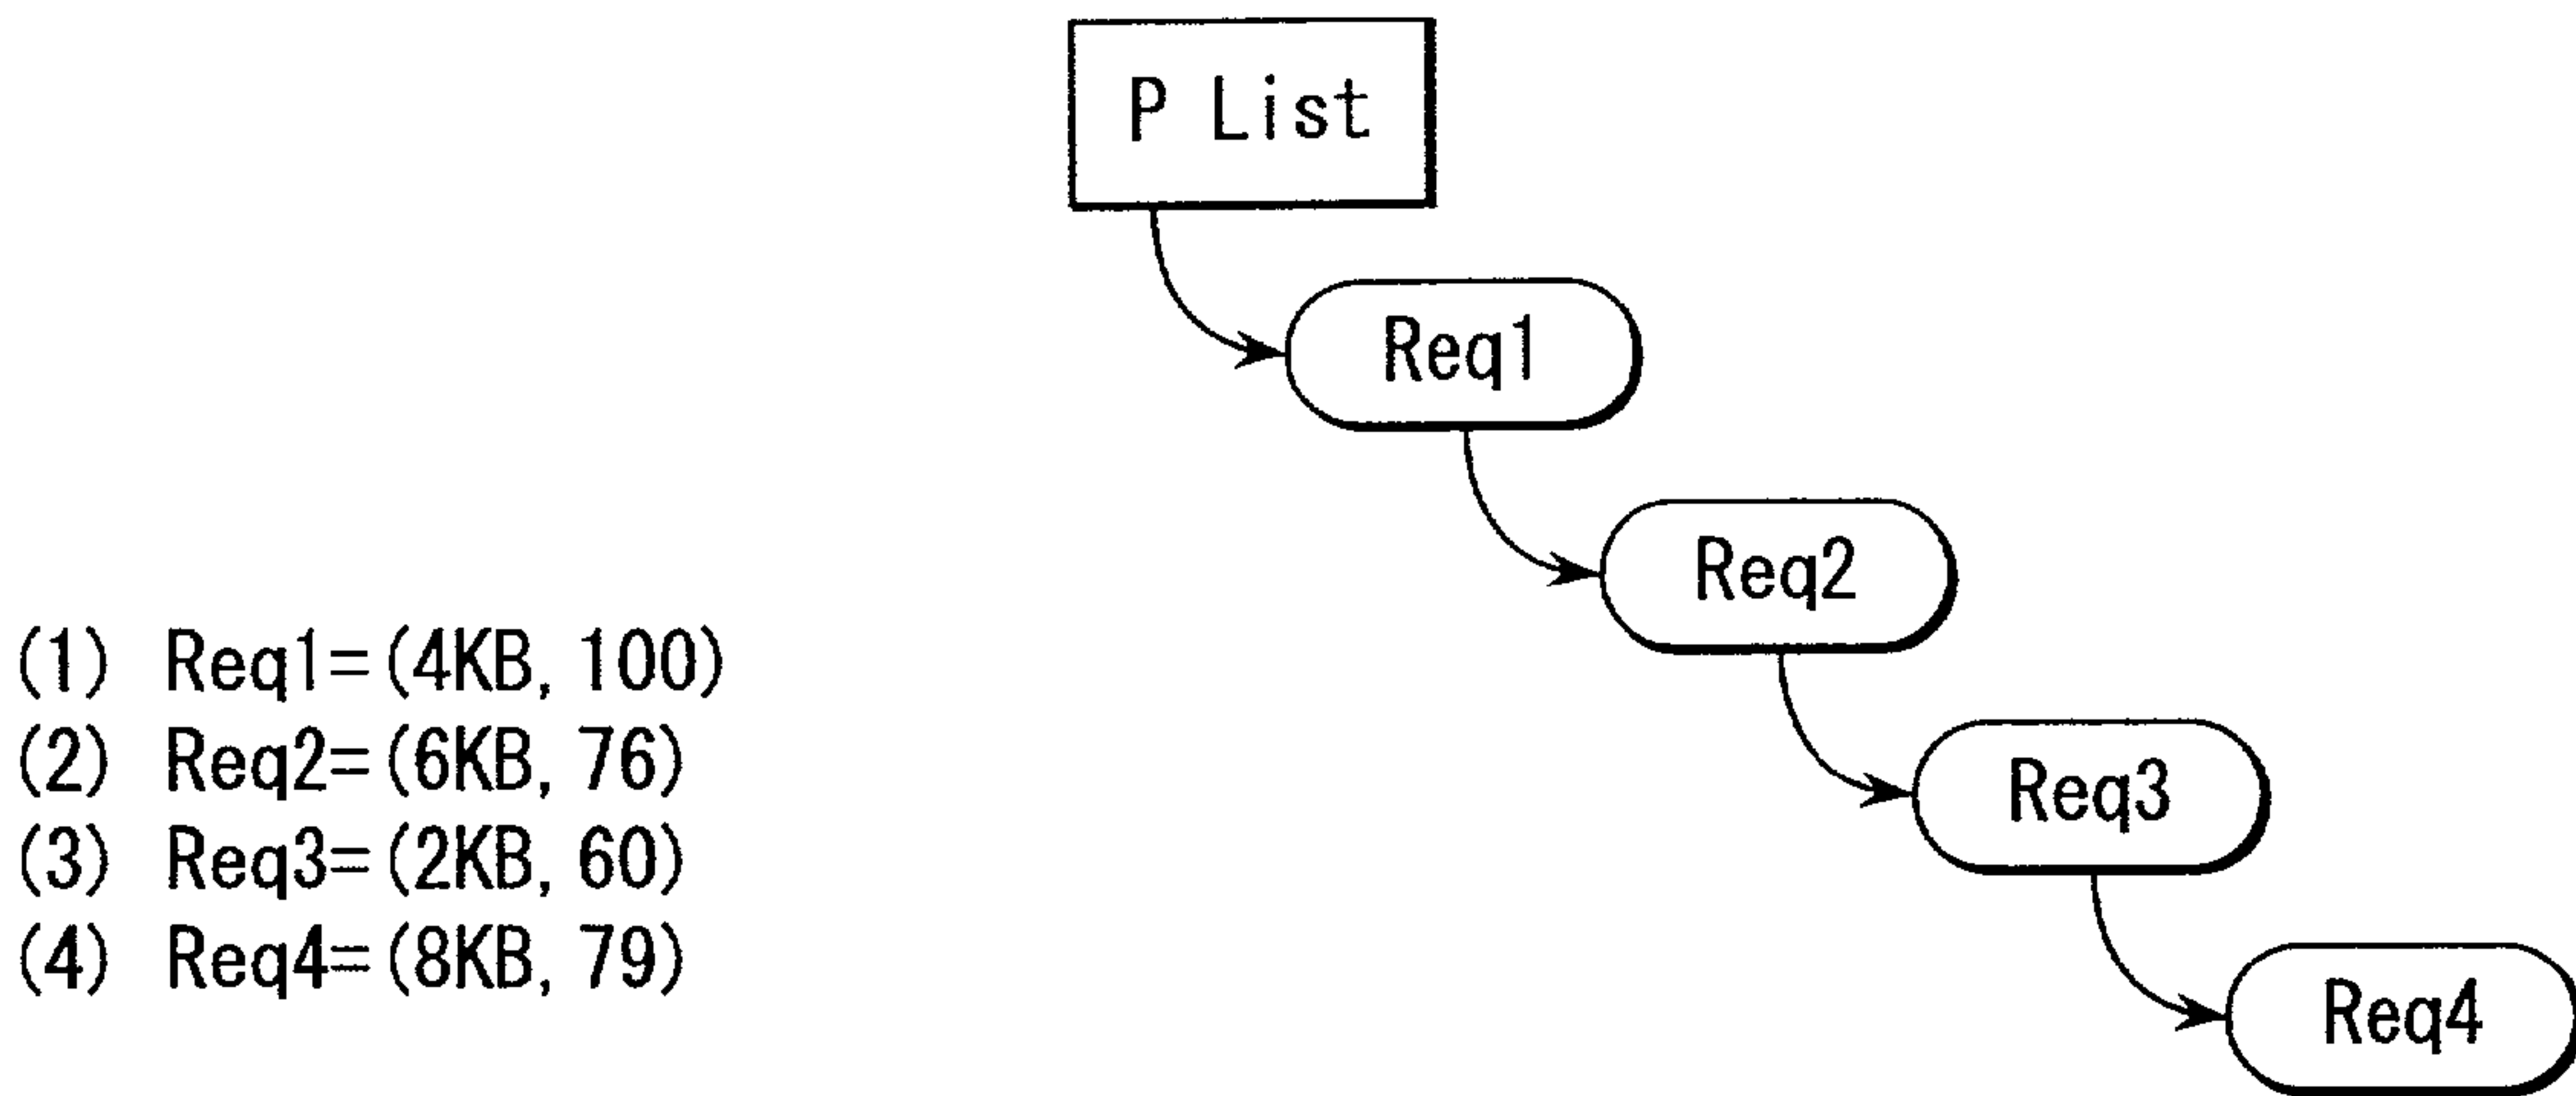 P List
Req1
Req2
Req3
Req4
(1) Req1=(4KB, 100)
(2) Req2=(6KB, 76)
(3) Req3=(2KB, 60)
(4) Req4=(8KB, 79)